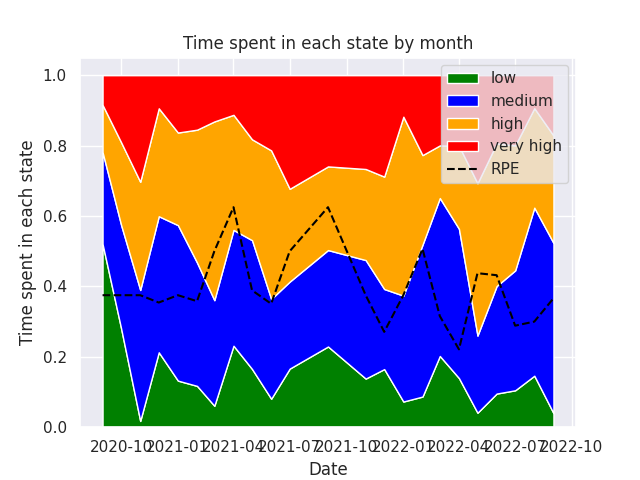 Time spent in each state by month
low
medium
high
very high
RPE
Time spent in each state
1.0
0.8
0.6
0.4
0.2
0.0
2020-10
2021-01
2021-04
2021-07
2021-10
2022-01
2022-04
2022-07
2022-10
Date